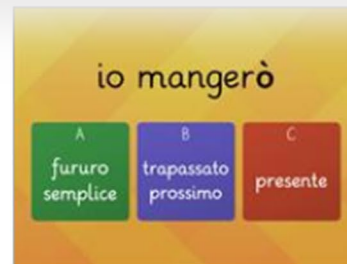 io mangerò
A
fururo
semplice
B
trapassato
prossimo
C
presente